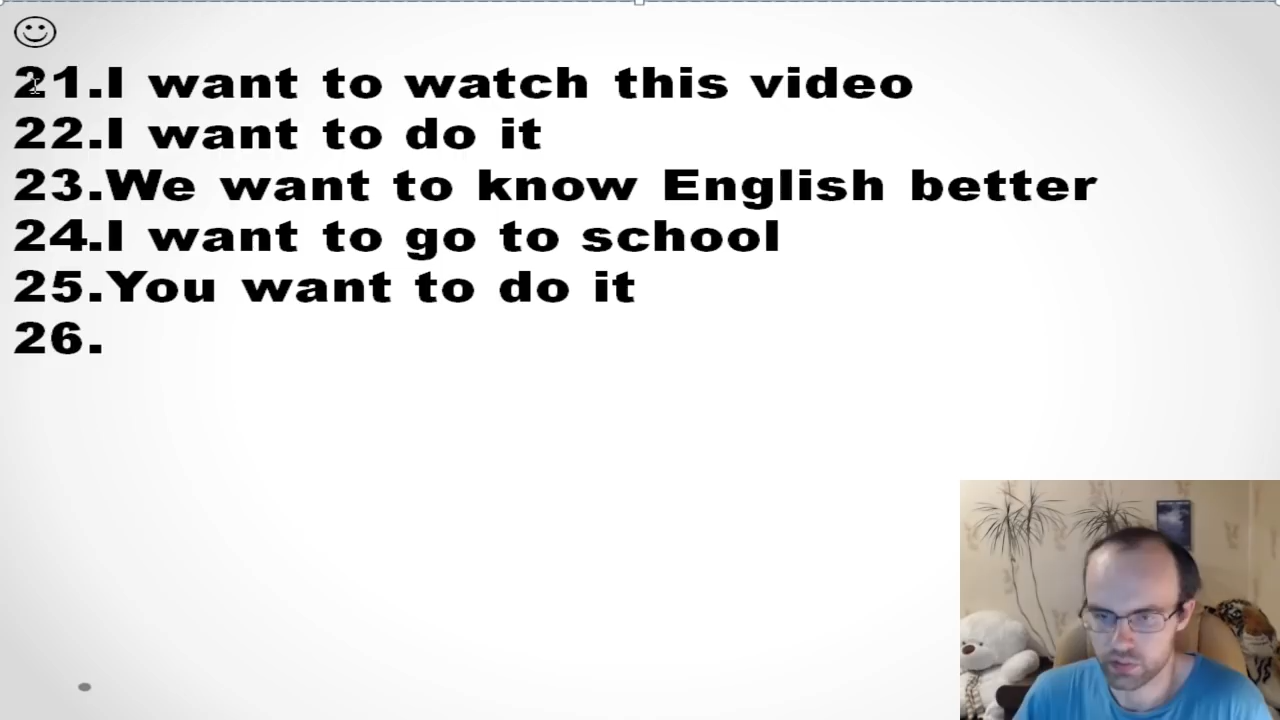 21.I want to watch this video
22.I want to do it
23.We want to know English better
24.I want to go to school
25.You want to do it
26.